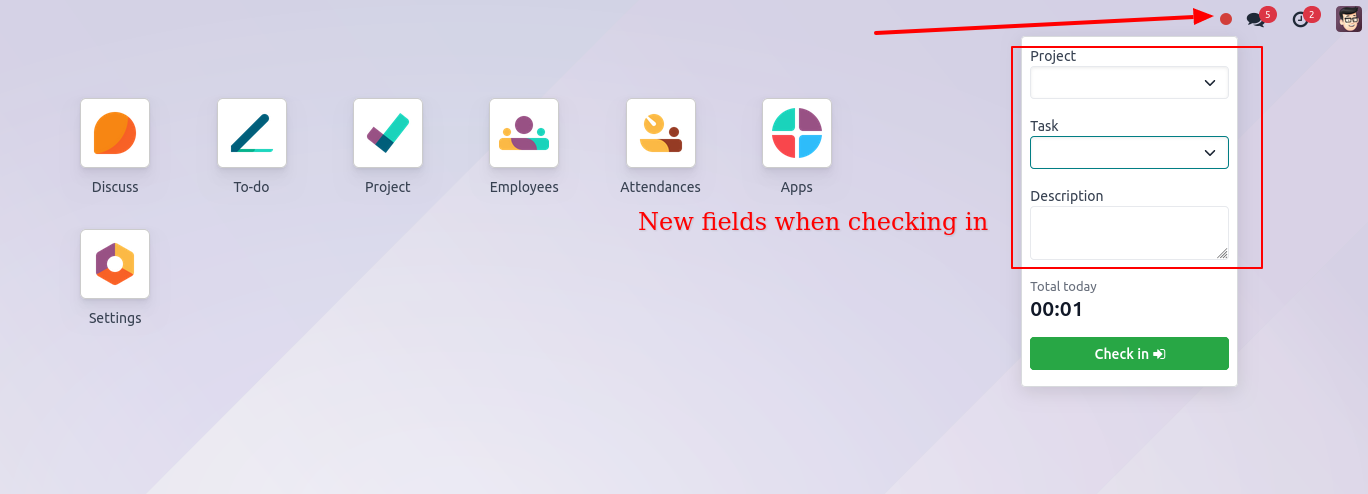 5
2
Project
Task
Discuss
To-do
Project
Employees
Attendances
Apps
Description
New fields when checking in
Total today
00:01
Settings
Check in